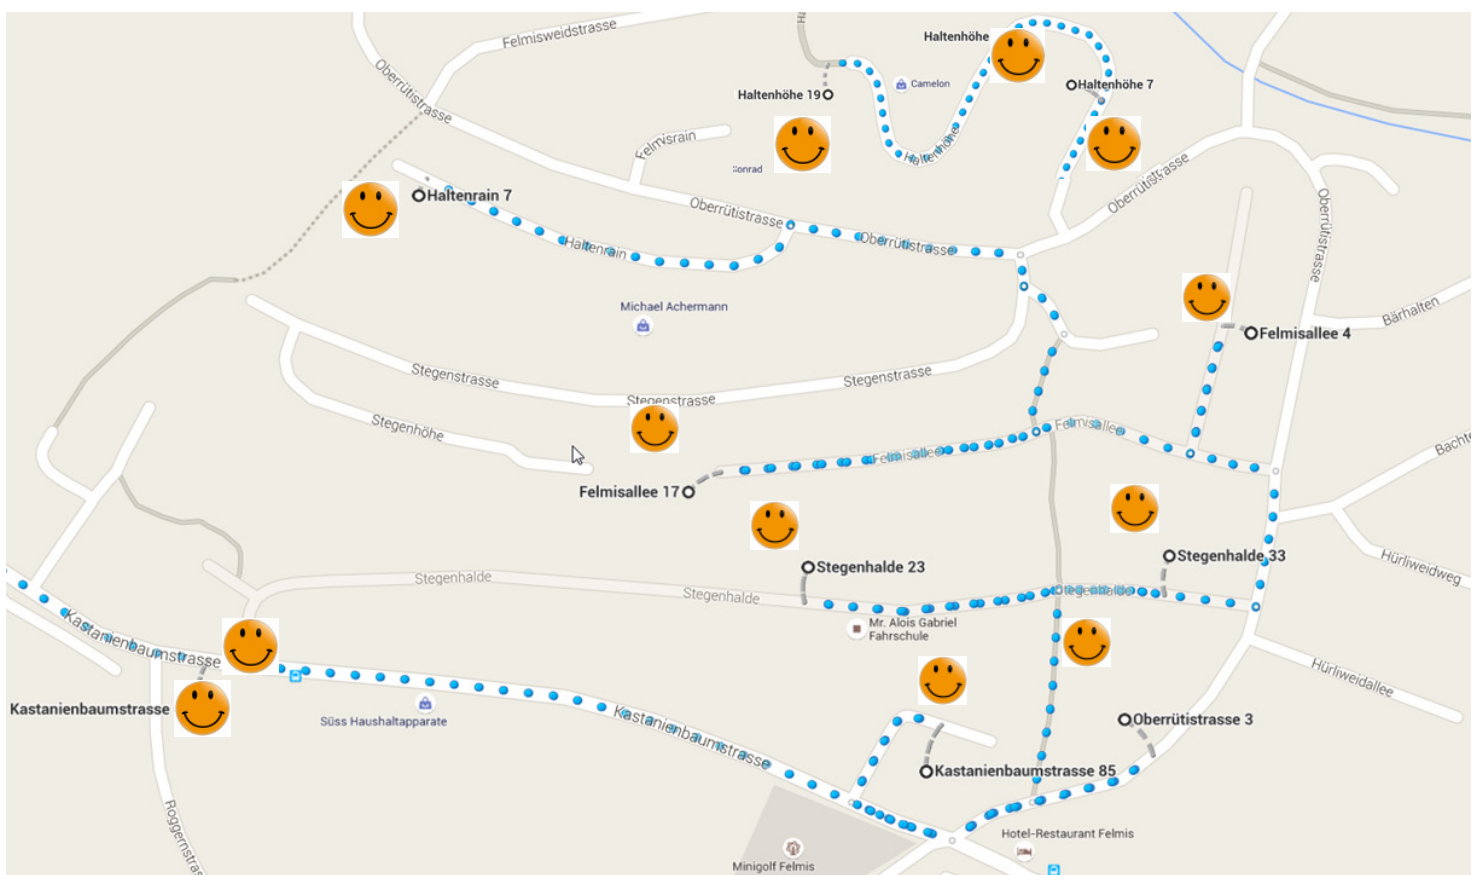 Felmisweidstrasse
Haltenhöhe
Oberrütistrasse
Camelon
Haltenhöhe 7
Haltenhöhe 19
Felmisrain
Haltenhöhe
onrad
Oberrütistrasse
Haltenrain 7
Oberrütistrasse
Oberrütistrasse
Oberrütistrasse
Haltenrain
Michael Achermann
Bärhalten
Felmisallee 4
Stegenstrasse
Stegenstrasse
Stegenstrasse
Stegenhöhe
Felmisallee
Felmisallee
Bachte
Felmisallee 17
Stegenhalde 33
Stegenhalde 23
Hürliweidweg
Stegenhalde
Stegenhalde
Stegenhalde
Mr. Alois Gabriel
Fahrschule
Kastanienbaumstrasse
Hürliweidallee
Kastanienbaumstrasse
Süss Haushaltapparate
Kastanienbaumstrasse
Oberrütistrasse 3
Kastanienbaumstrasse 85
Roggernstras
Hotel-Restaurant Felmis
Minigolf Felmis